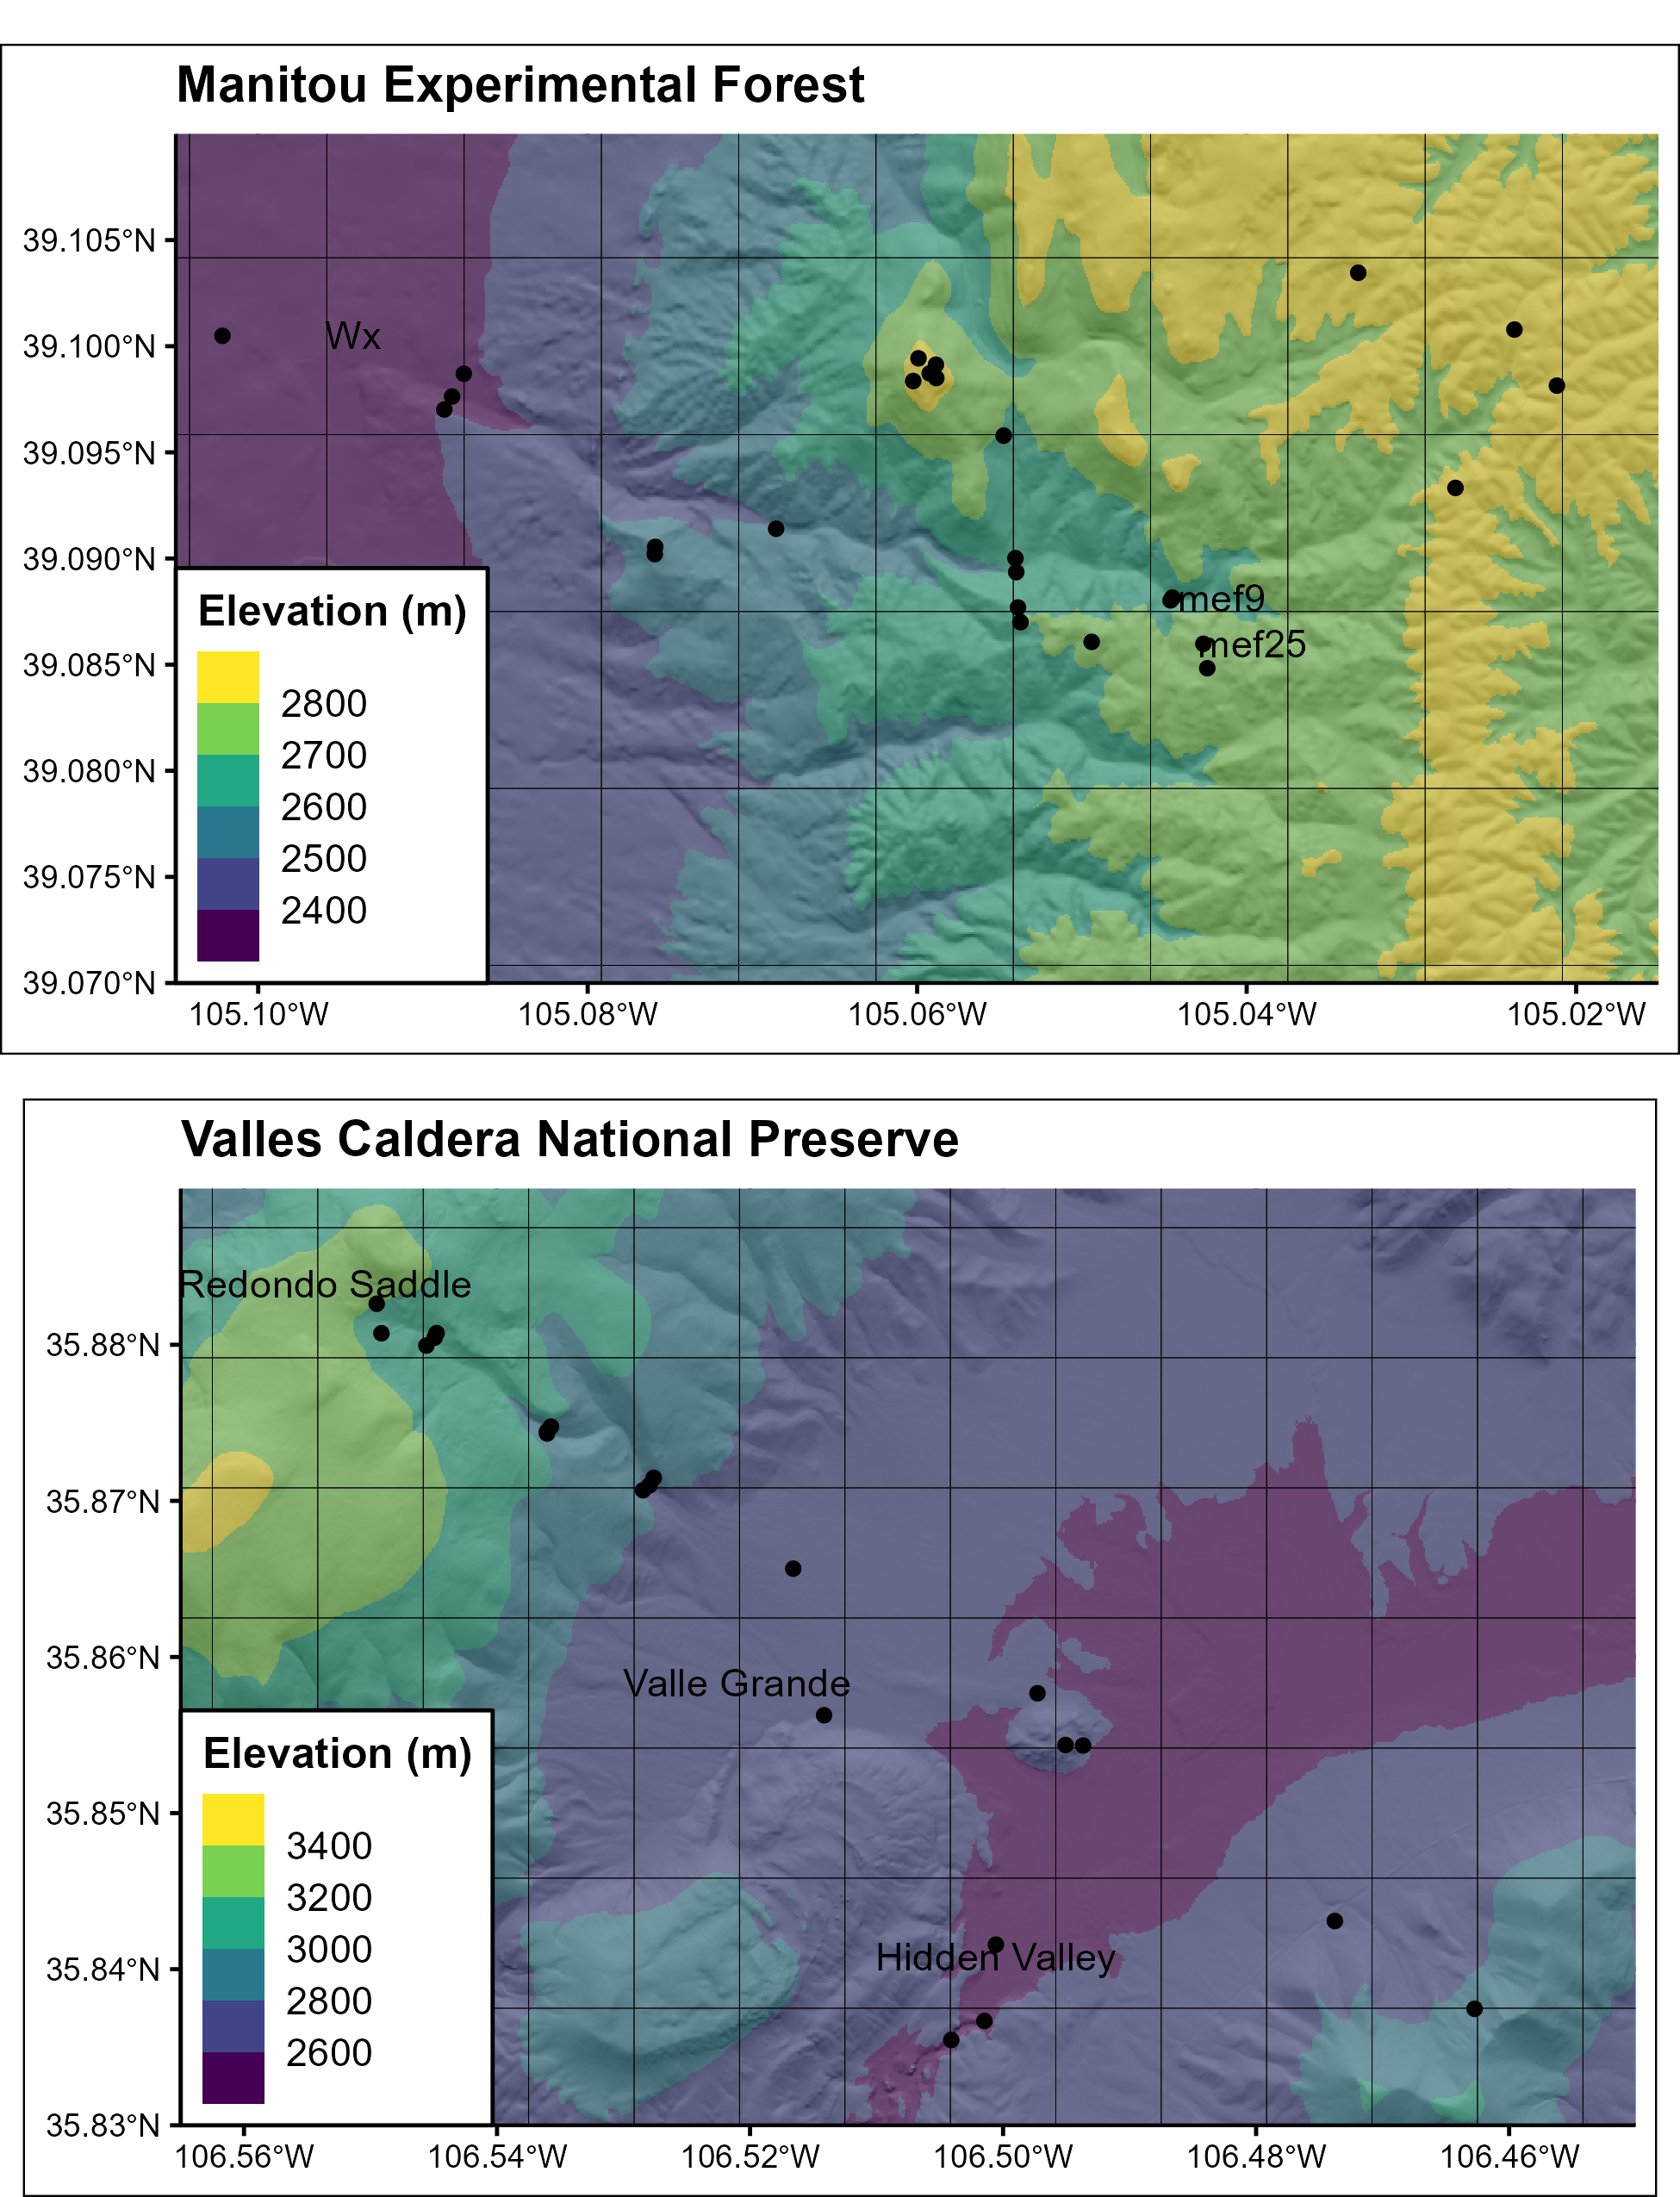 Manitou Experimental Forest
39.105°N
39.100°N
Wx
39.095°N
39.090°N
mef9
Elevation (m)
39.085°N
mef25
2800
2700
39.080°N
2600
2500
39.075°N
2400
39.070°N
105.10°W 105.08°W 105.06°W 105.04°W 105.02°W
Valles Caldera National Preserve
Redondo Saddle
35.88°N
35.87°N
35.86°N
Valle Grande
Elevation (m)
35.85°N
3400
3200
3000
Hidden Valley
35.84°N
2800
2600
35.83°N
106.56°W 106.54°W 106.52°W 106.50°W 106.48°W 106.46°W